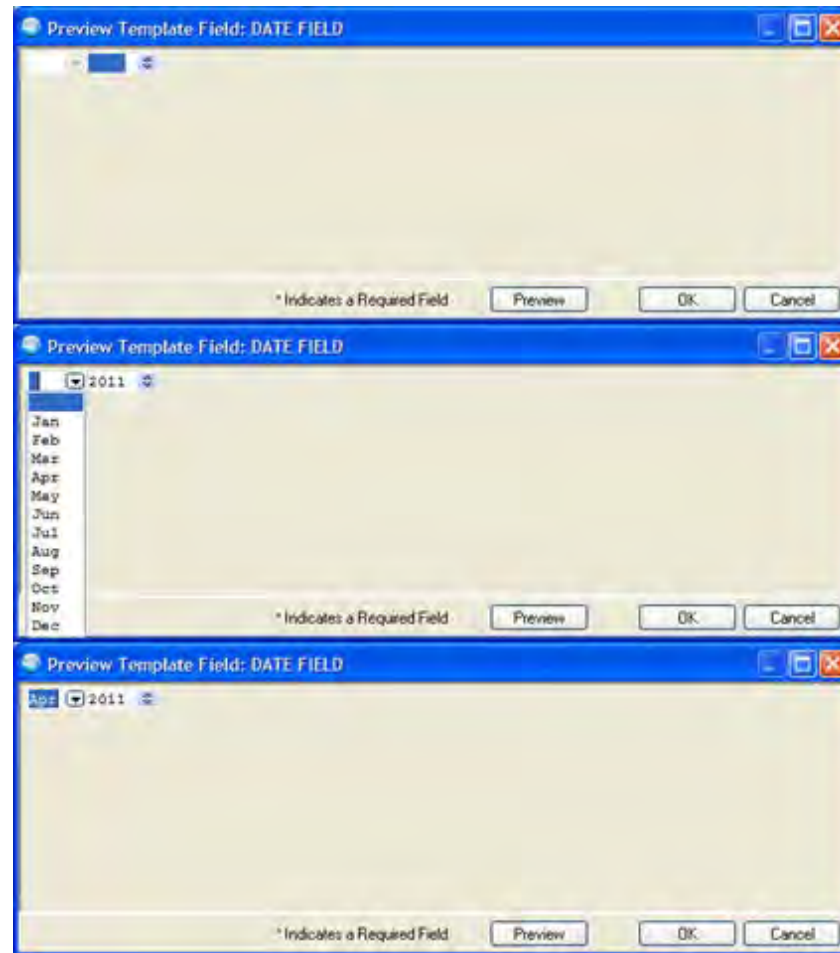 Preview Template Field: DATE FIELD
* Indicates a Required Field Preview OK Cancel
Preview Template Field: DATE FIELD
2011
Jan
Feb
Mar
Apr
May
Jun
Jul
Aug
Sep
Oct
Nov
Dec
* Indicates a Required Field Preview OK Cancel
Preview Template Field: DATE FIELD
Apr 2011
* Indicates a Required Field Preview OK Cancel